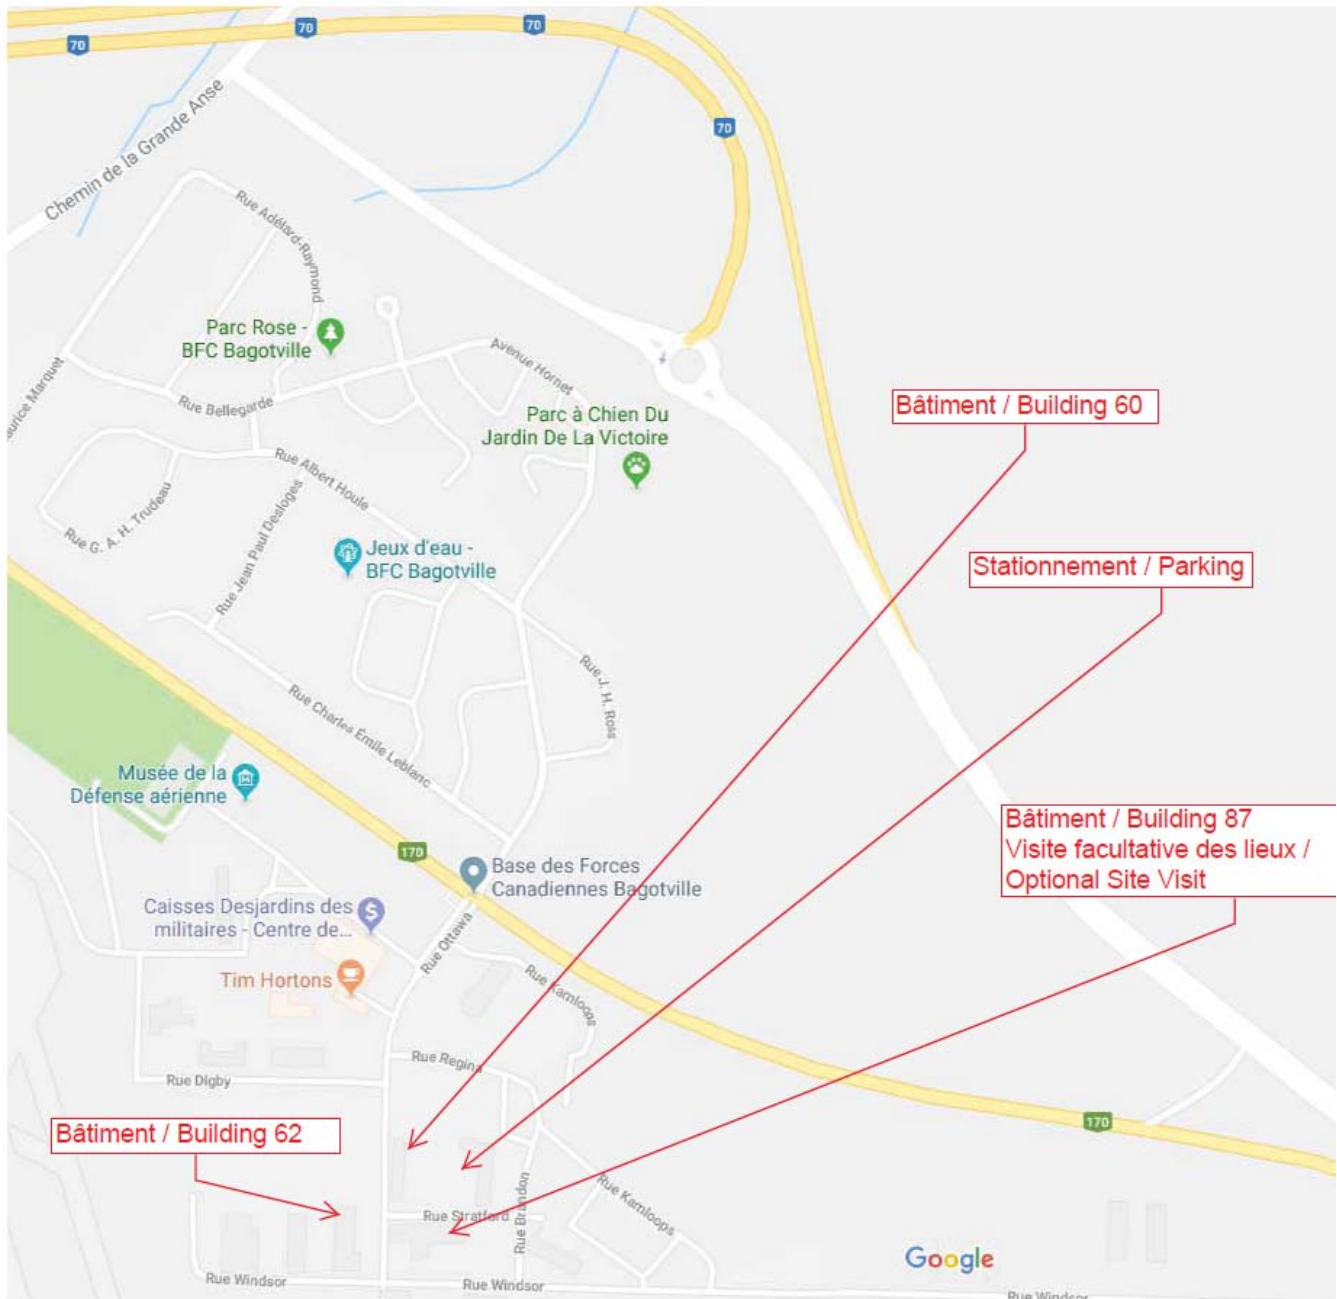 70
70
70
70
Chemin de la Grande Anse
Rue Adélard-Raymond
Parc Rose -
BFC Bagotville
Avenue Hornet
aurice Marquet
Rue Bellegarde
Parc à Chien Du
Jardin De La Victoire
Bâtiment / Building 60
Rue Albert Houle
Rue G. A. H. Trudeau
Rue Jean Paul Desloges
Jeux d'eau -
BFC Bagotville
Stationnement / Parking
Rue J. H. Ross
Rue Charles Émile Leblanc
Musée de la
Défense aérienne
Bâtiment / Building 87
Visite facultative des lieux /
Optional Site Visit
170
Base des Forces
Canadiennes Bagotville
Caisses Desjardins des
militaires - Centre de...
Rue Ottawa
Tim Hortons
Rue Kamloops
Rue Regina
Rue Digby
170
Bâtiment / Building 62
Rue Brandon
Rue Kamloops
Rue Stratford
Google
Rue Windsor
Rue Windsor
Rue Windsor